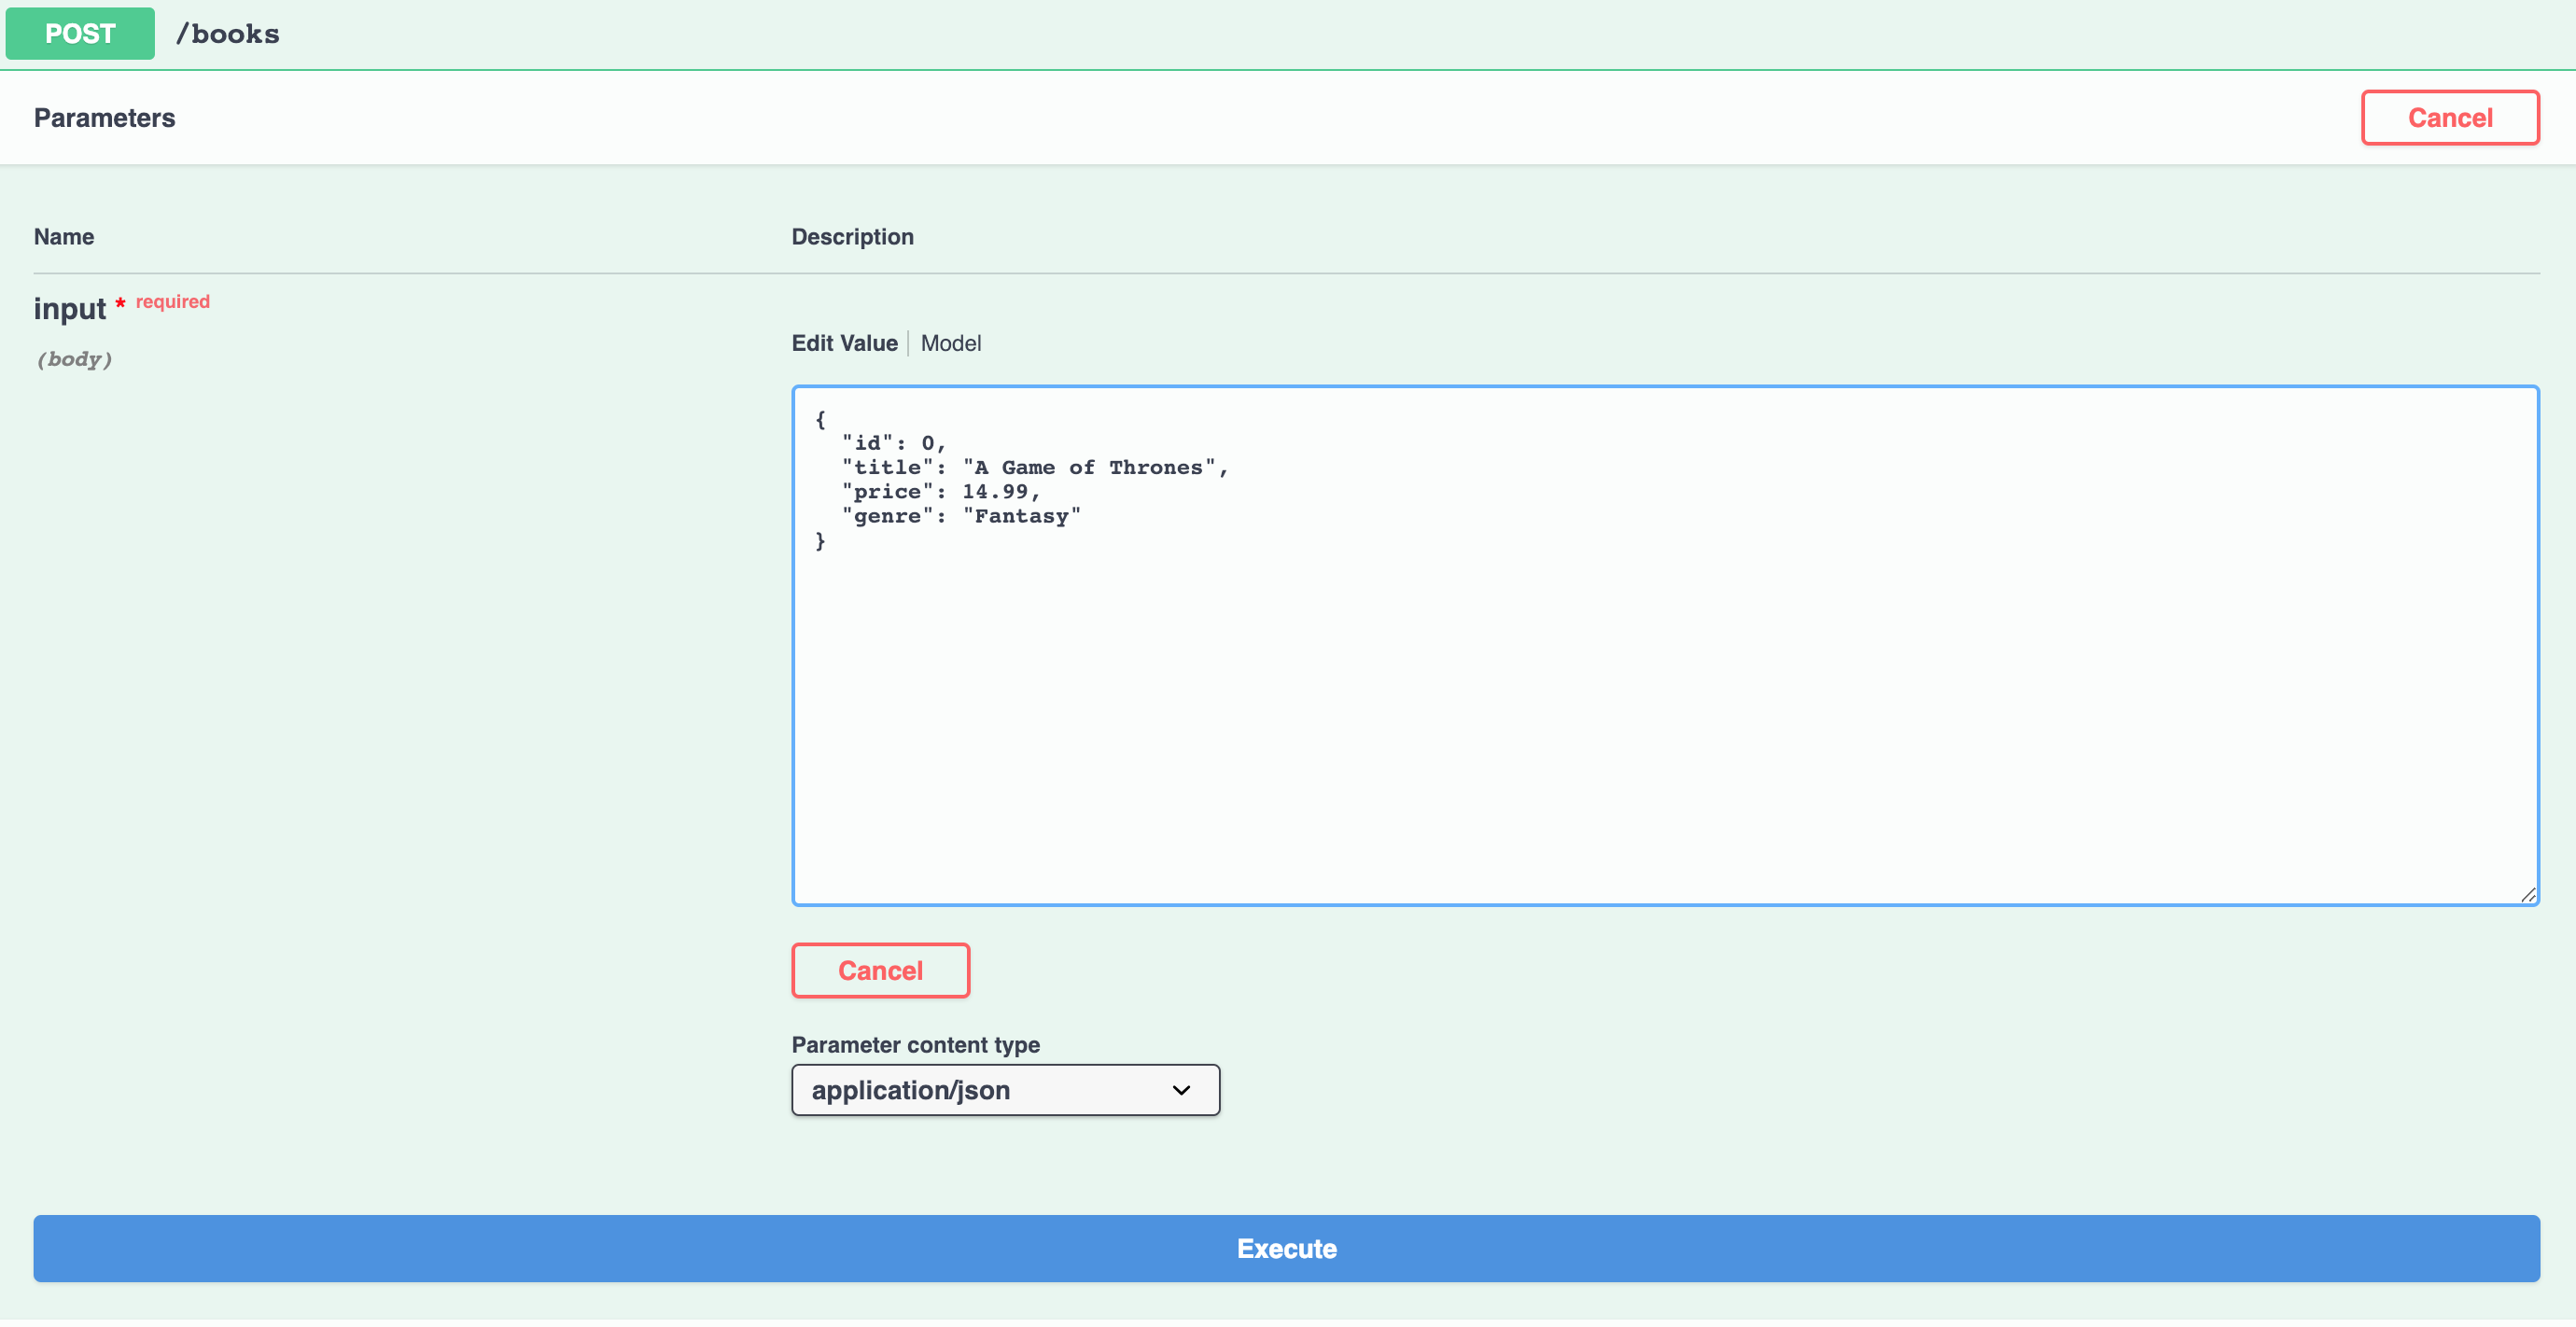 POST /books
Parameters
Cancel
Name Description
input * required
(body)
Edit Value | Model
{
  "id": 0,
  "title": "A Game of Thrones",
  "price": 14.99,
  "genre": "Fantasy"
}
Cancel
Parameter content type
application/json
Execute